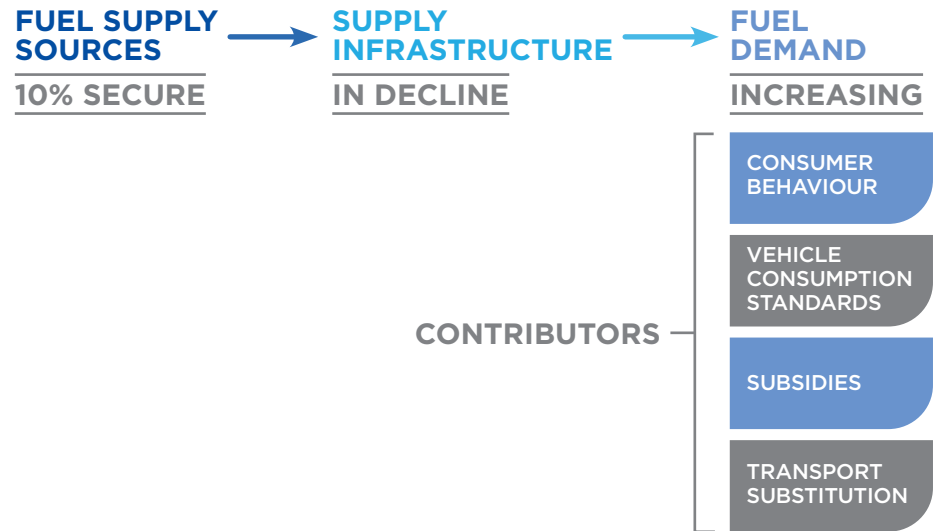 FUEL SUPPLY
SOURCES
10% SECURE
SUPPLY
INFRASTRUCTURE
IN DECLINE
FUEL
DEMAND
INCREASING
CONTRIBUTORS
CONSUMER
BEHAVIOUR
VEHICLE
CONSUMPTION
STANDARDS
SUBSIDIES
TRANSPORT
SUBSTITUTION